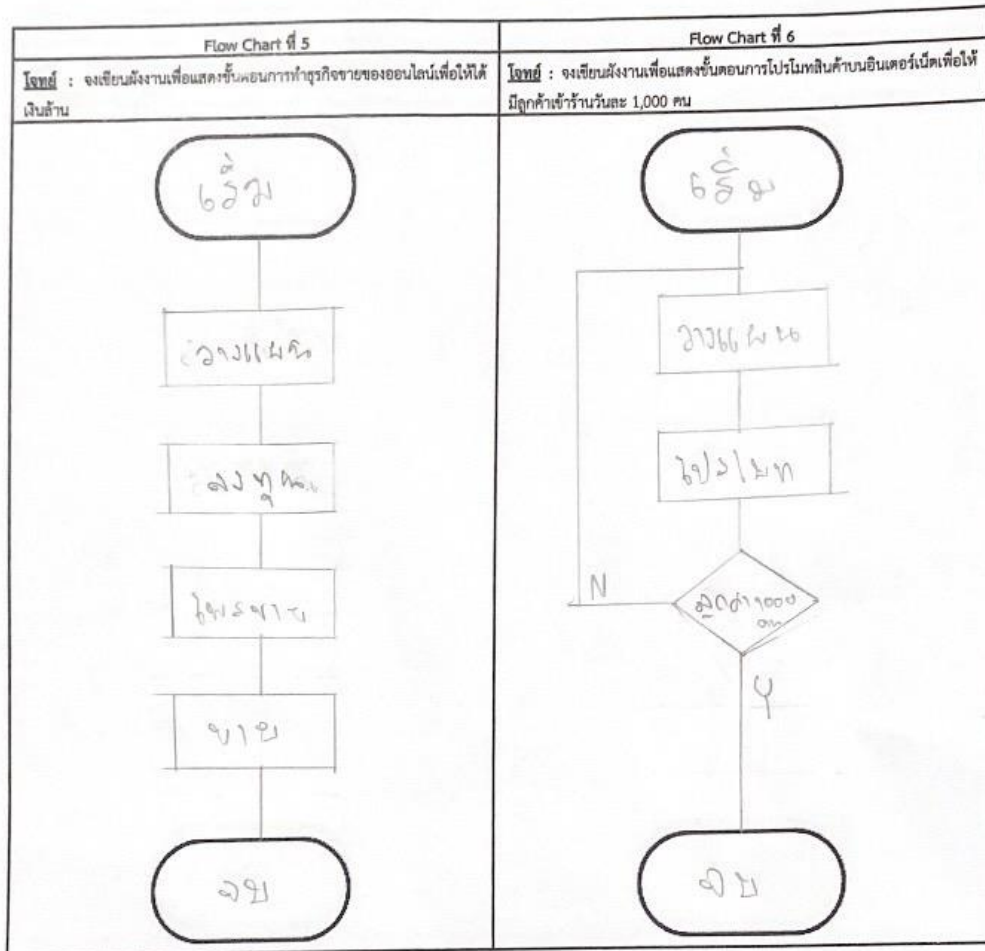 Flow Chart ที่ 5
โจทย์ : จงเขียนผังงานเพื่อแสดงขั้นตอนการทำธุรกิจขายของออนไลน์เพื่อให้ได้
เงินล้าน
เริ่ม
วางแผน
ลงทุน
โพสขาย
ขาย
จบ
Flow Chart ที่ 6
โจทย์ : จงเขียนผังงานเพื่อแสดงขั้นตอนการโปรโมทสินค้าบนอินเตอร์เน็ตเพื่อให้
มีลูกค้าเข้าร้านวันละ 1,000 คน
เริ่ม
วางแผน
โปรโมท
ลูกค้า 1000
คน
N
Y
จบ